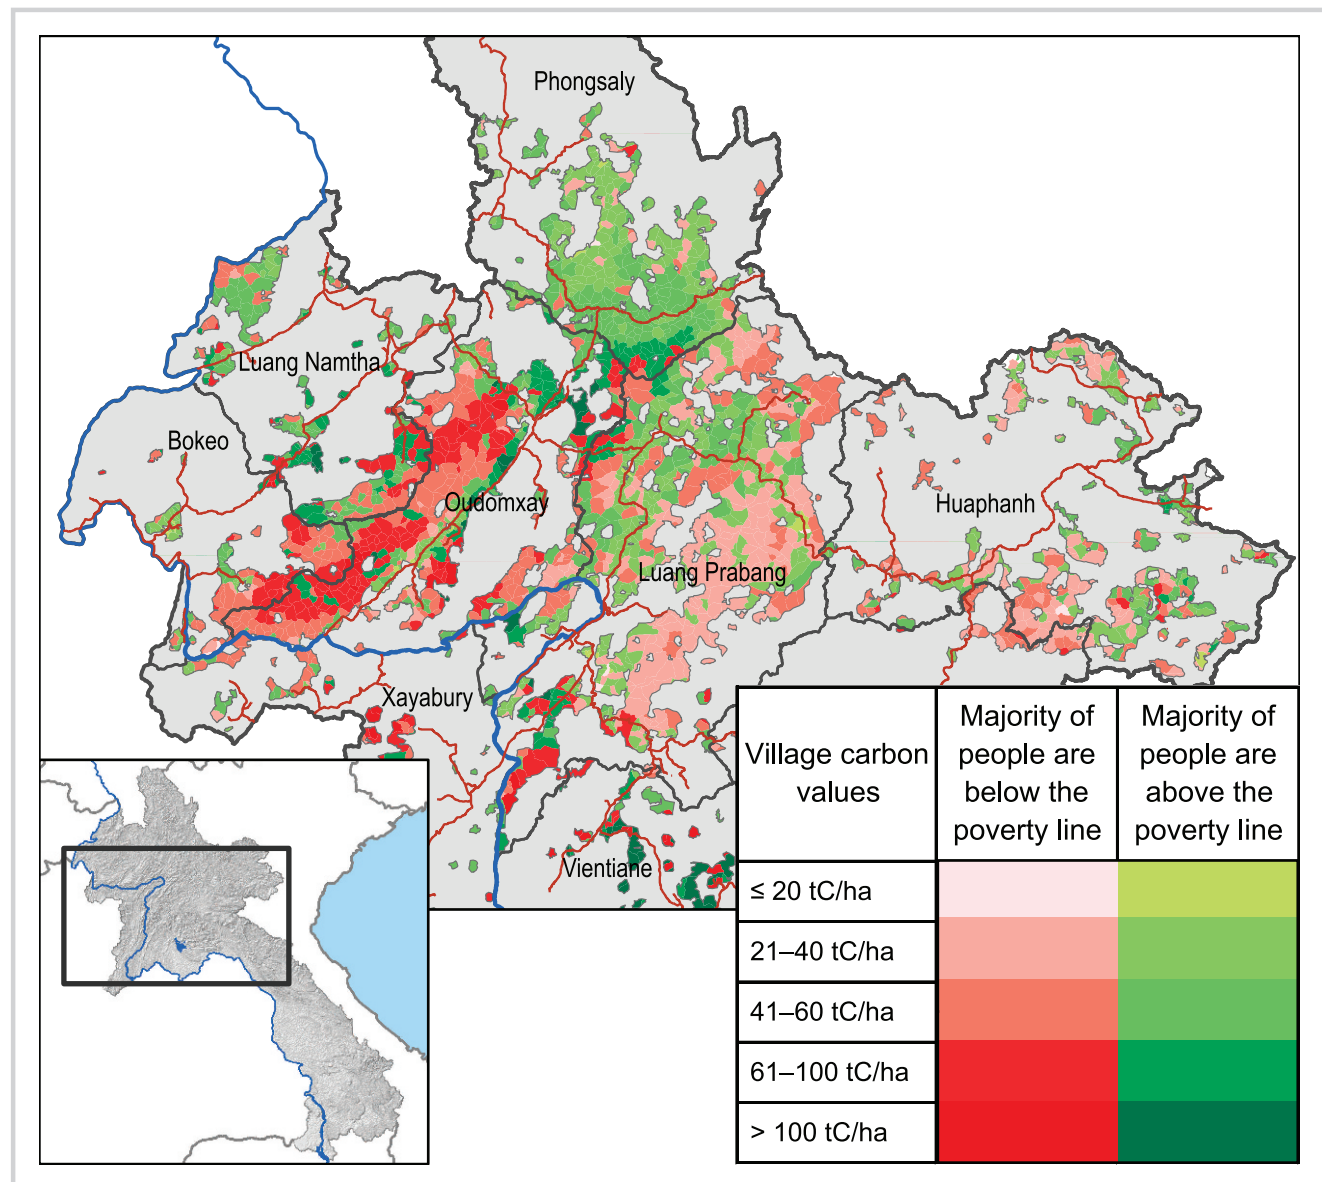 Phongsaly
Luang Namtha
Bokeo
Oudomxay
Huaphanh
Luang Prabang
Xayabury
Vientiane
Village carbon
values
Majority of
people are
below the
poverty line
Majority of
people are
above the
poverty line
≤ 20 tC/ha
21–40 tC/ha
41–60 tC/ha
61–100 tC/ha
> 100 tC/ha